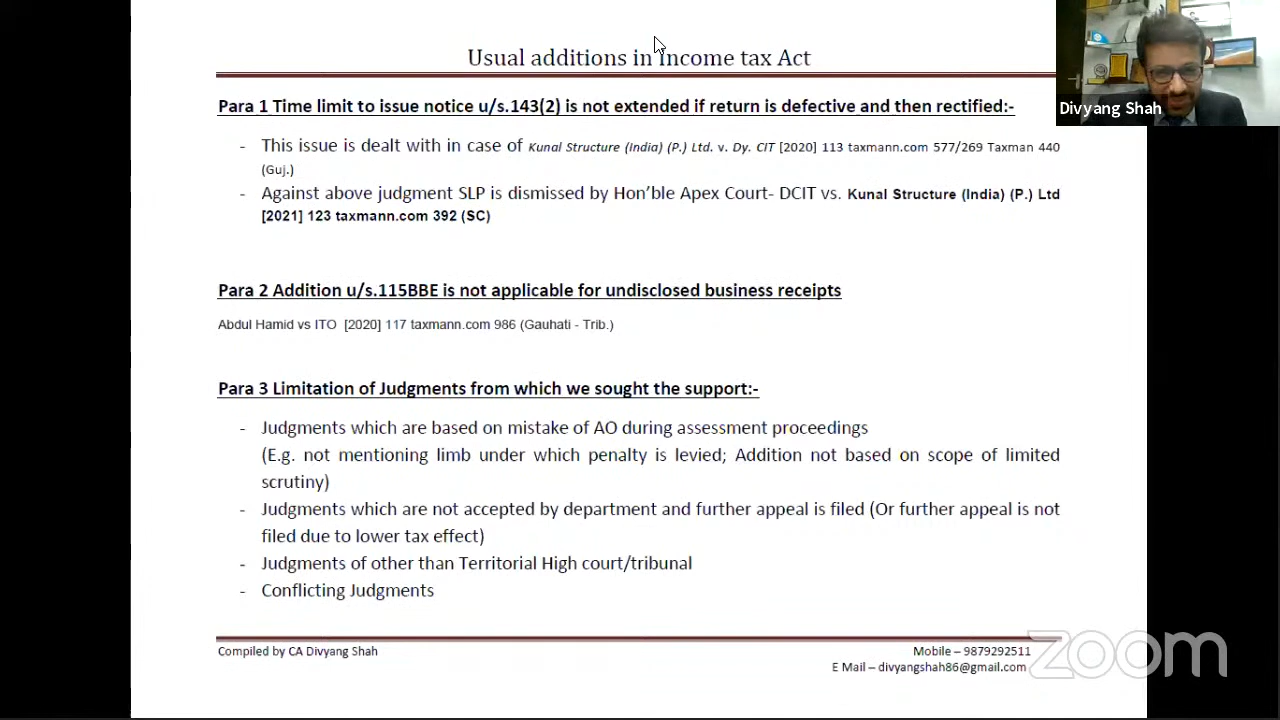 Usual additions in Income tax Act
Divyang Shah
Para 1 Time limit to issue notice u/s.143(2) is not extended if return is defective and then rectified:-
- This issue is dealt with in case of Kunal Structure (India) (P.) Ltd. v. Dy. CIT [2020] 113 taxmann.com 577/269 Taxman 440
(Guj.)
- Against above judgment SLP is dismissed by Hon’ble Apex Court- DCIT vs. Kunal Structure (India) (P.) Ltd
[2021] 123 taxmann.com 392 (SC)
Para 2 Addition u/s.115BBE is not applicable for undisclosed business receipts
Abdul Hamid vs ITO [2020] 117 taxmann.com 986 (Gauhati - Trib.)
Para 3 Limitation of Judgments from which we sought the support:-
- Judgments which are based on mistake of AO during assessment proceedings
(E.g. not mentioning limb under which penalty is levied; Addition not based on scope of limited
scrutiny)
- Judgments which are not accepted by department and further appeal is filed (Or further appeal is not
filed due to lower tax effect)
- Judgments of other than Territorial High court/tribunal
- Conflicting Judgments
Compiled by CA Divyang Shah
Mobile – 9879292511
E Mail – divyangshah86@gmail.com
zoom